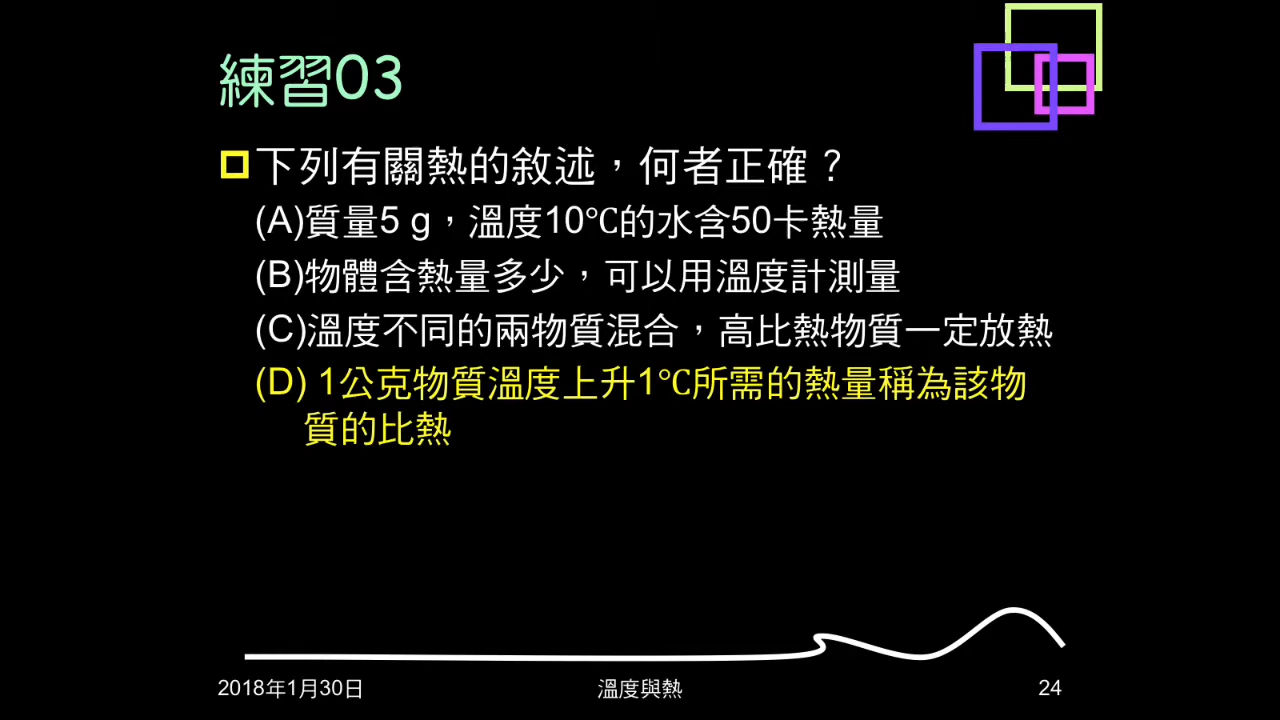 練習03
下列有關熱的敘述，何者正確？
(A)質量5 g，溫度10℃的水含50卡熱量
(B)物體含熱量多少，可以用溫度計測量
(C)溫度不同的兩物質混合，高比熱物質一定放熱
(D) 1公克物質溫度上升1℃所需的熱量稱為該物
質的比熱
2018年1月30日
溫度與熱
24